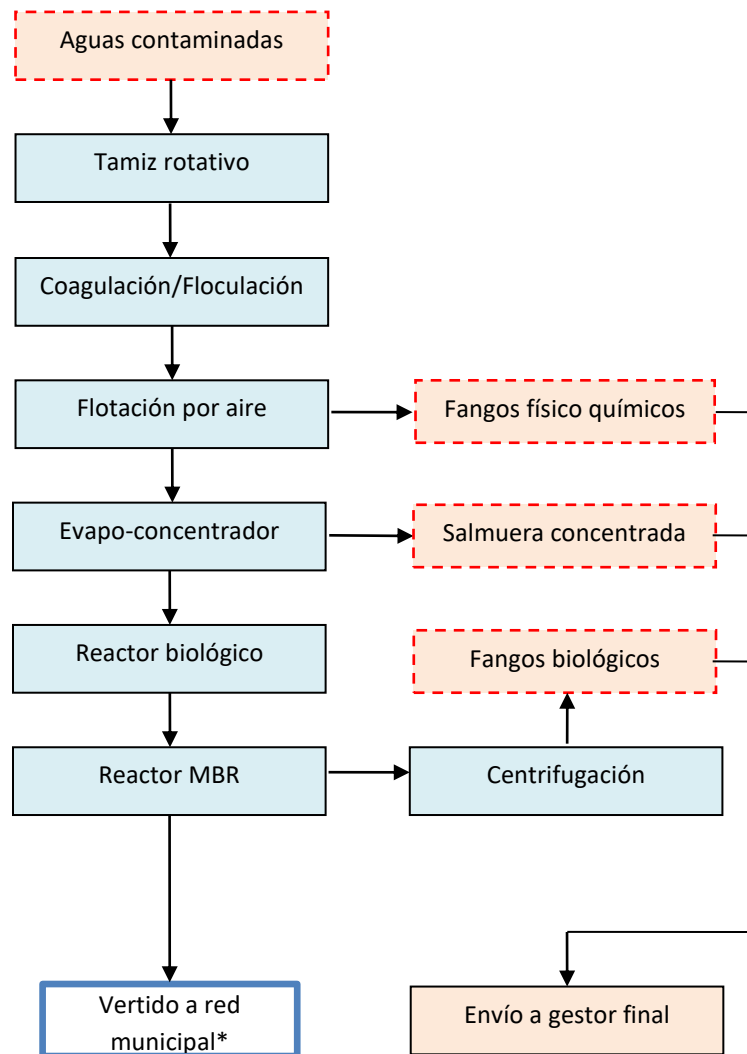 Aguas contaminadas
Tamiz rotativo
Coagulación/Floculación
Flotación por aire
Fangos físico químicos
Evapo-concentrador
Salmuera concentrada
Reactor biológico
Fangos biológicos
Reactor MBR
Centrifugación
Vertido a red
municipal*
Envío a gestor final